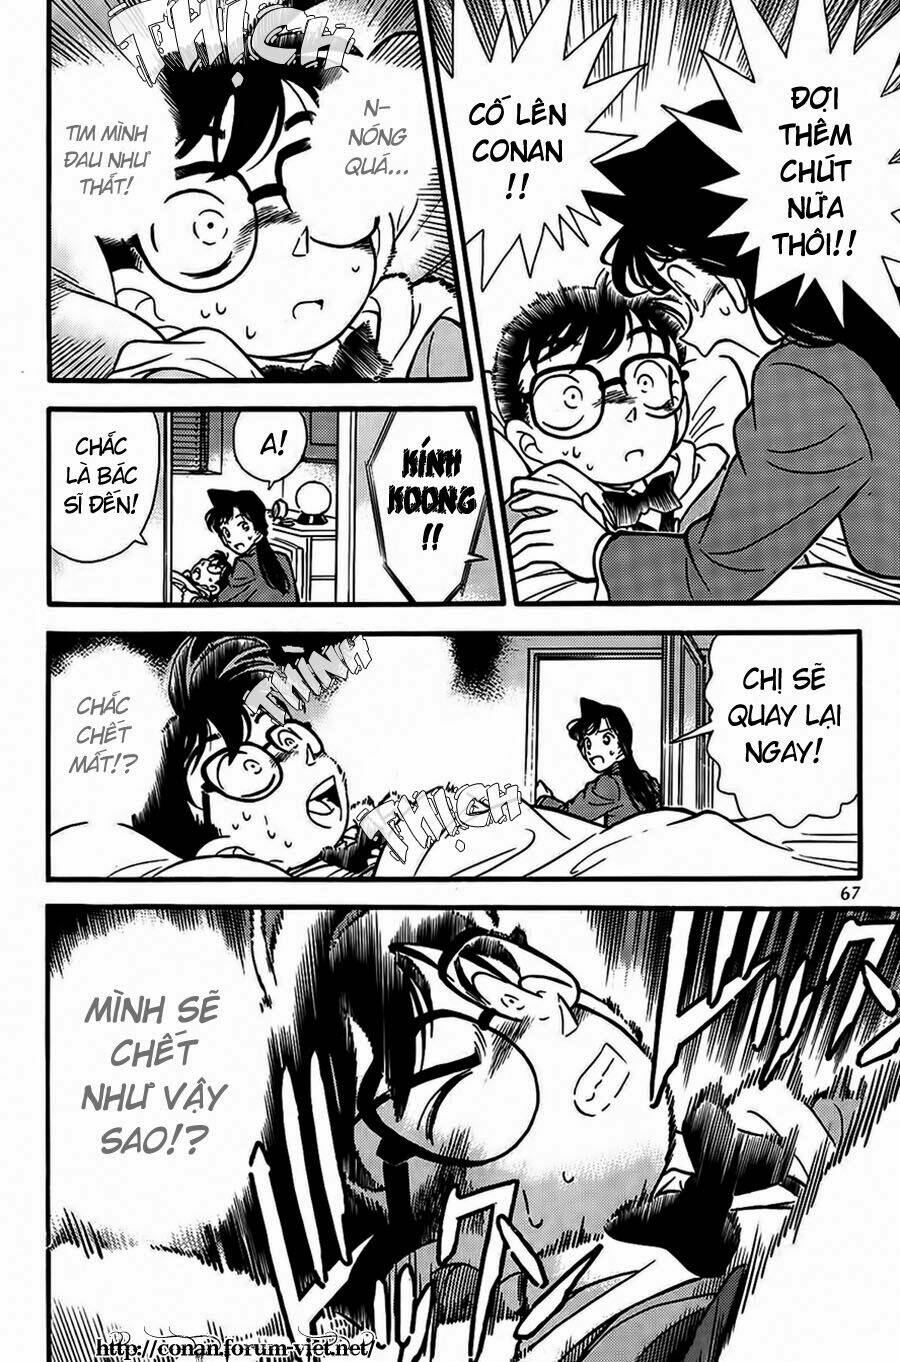 ĐỢI
THÊM
CHÚT
NỮA
THÔI!!
CỐ LÊN
CONAN
!!
THỊCH
N-
NÓNG
QUÁ...
TIM MÌNH
ĐAU NHƯ
THẮT!
KÍNH
KOONG
!!
A!
CHẮC
LÀ BÁC
SĨ ĐẾN!
CHỊ SẼ
QUAY LẠI
NGAY!
THỊNH
THỊCH
CHẮC
CHẾT
MẤT!?
67
MÌNH SẼ
CHẾT
NHƯ VẬY
SAO!?
http://conan.forum-viet.net/